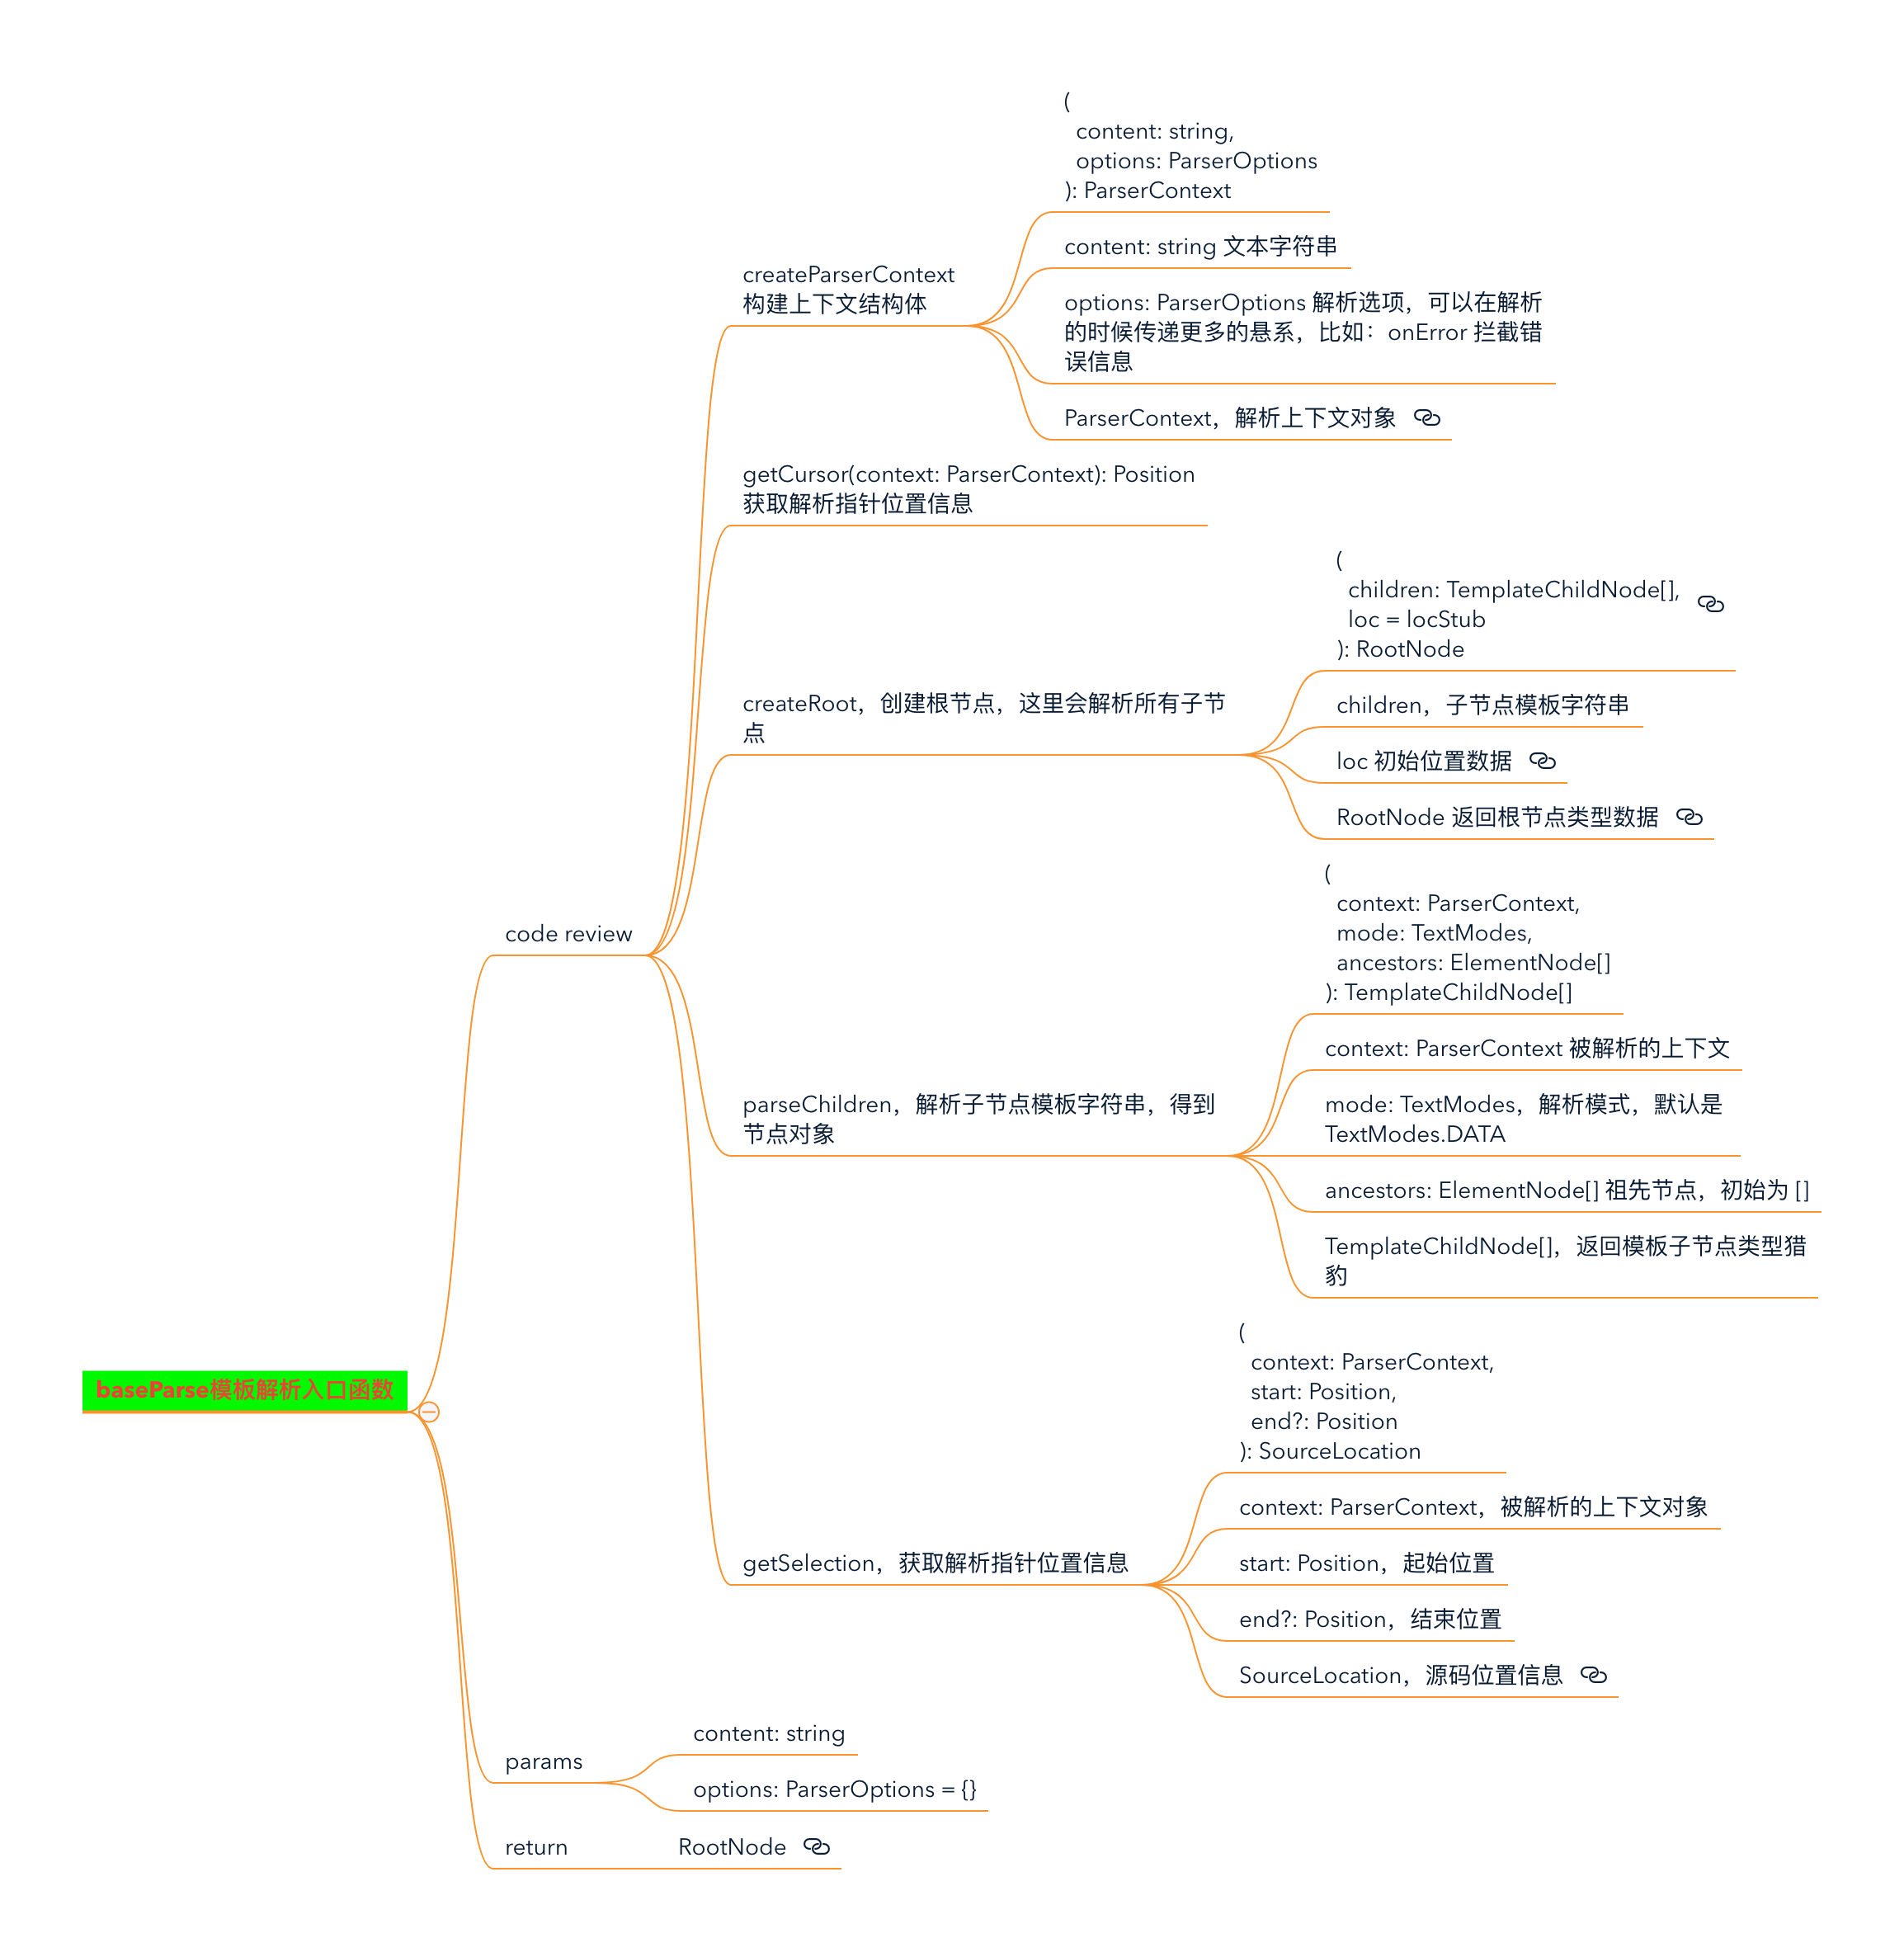 (
content: string,
options: ParserOptions
): ParserContext
content: string 文本字符串
createParserContext
构建上下文结构体
options: ParserOptions 解析选项，可以在解析
的时候传递更多的悬系，比如：onError 拦截错
误信息
ParserContext，解析上下文对象
getCursor(context: ParserContext): Position
获取解析指针位置信息
(
children: TemplateChildNode[],
loc = locStub
): RootNode
createRoot，创建根节点，这里会解析所有子节
点
children，子节点模板字符串
loc 初始位置数据
RootNode 返回根节点类型数据
code review
(
context: ParserContext,
mode: TextModes,
ancestors: ElementNode[]
): TemplateChildNode[]
context: ParserContext 被解析的上下文
parseChildren，解析子节点模板字符串，得到
节点对象
mode: TextModes，解析模式，默认是
TextModes.DATA
ancestors: ElementNode[] 祖先节点，初始为 []
TemplateChildNode[]，返回模板子节点类型猎
豹
baseParse模板解析入口函数
(
context: ParserContext,
start: Position,
end?: Position
): SourceLocation
context: ParserContext，被解析的上下文对象
getSelection，获取解析指针位置信息
start: Position，起始位置
end?: Position，结束位置
SourceLocation，源码位置信息
params
content: string
options: ParserOptions = {}
return
RootNode